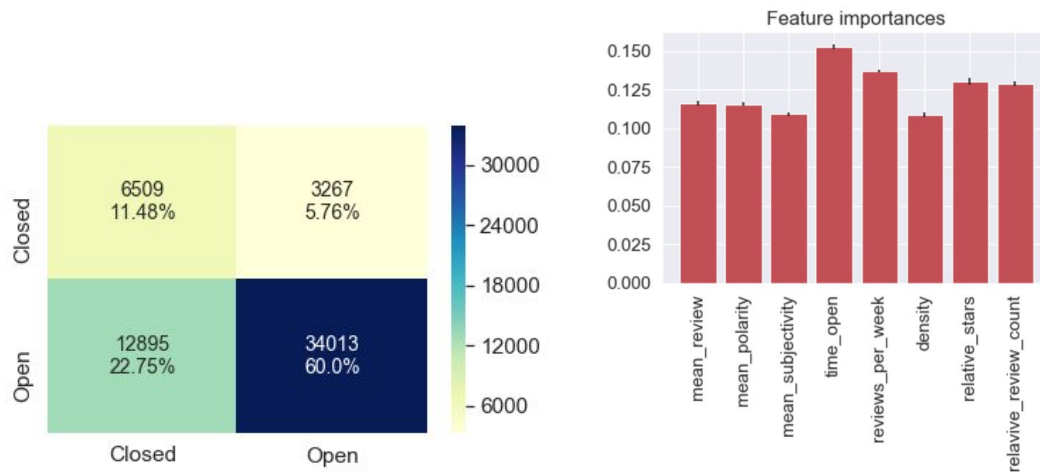 6509
11.48%
3267
5.76%
12895
22.75%
34013
60.0%
Closed
Open
Closed
Open
30000
24000
18000
12000
6000
Feature importances
0.150
0.125
0.100
0.075
0.050
0.025
0.000
mean_review
mean_polarity
mean_subjectivity
time_open
reviews_per_week
density
relative_stars
relavive_review_count